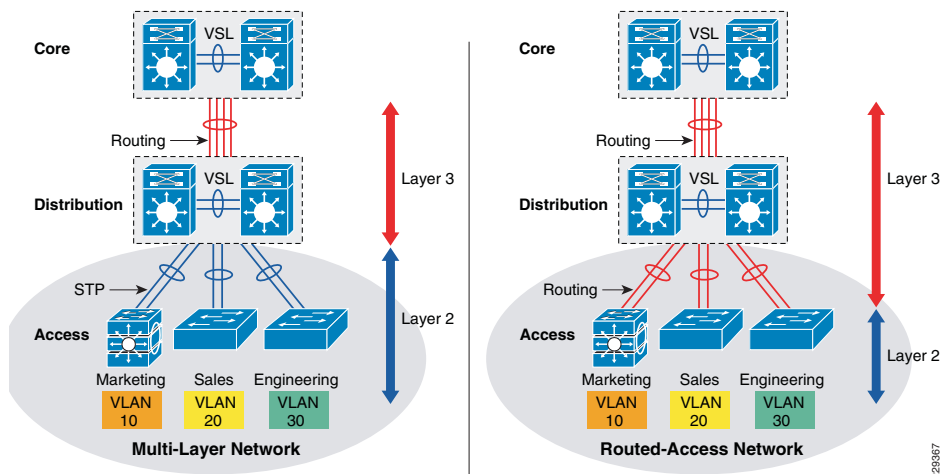 Core
VSL
Routing
Distribution
VSL
Layer 3
STP
Access
Layer 2
Marketing
Sales
Engineering
VLAN
10
VLAN
20
VLAN
30
Multi-Layer Network
Core
VSL
Routing
Distribution
VSL
Layer 3
Routing
Access
Layer 2
Marketing
Sales
Engineering
VLAN
10
VLAN
20
VLAN
30
Routed-Access Network
29367